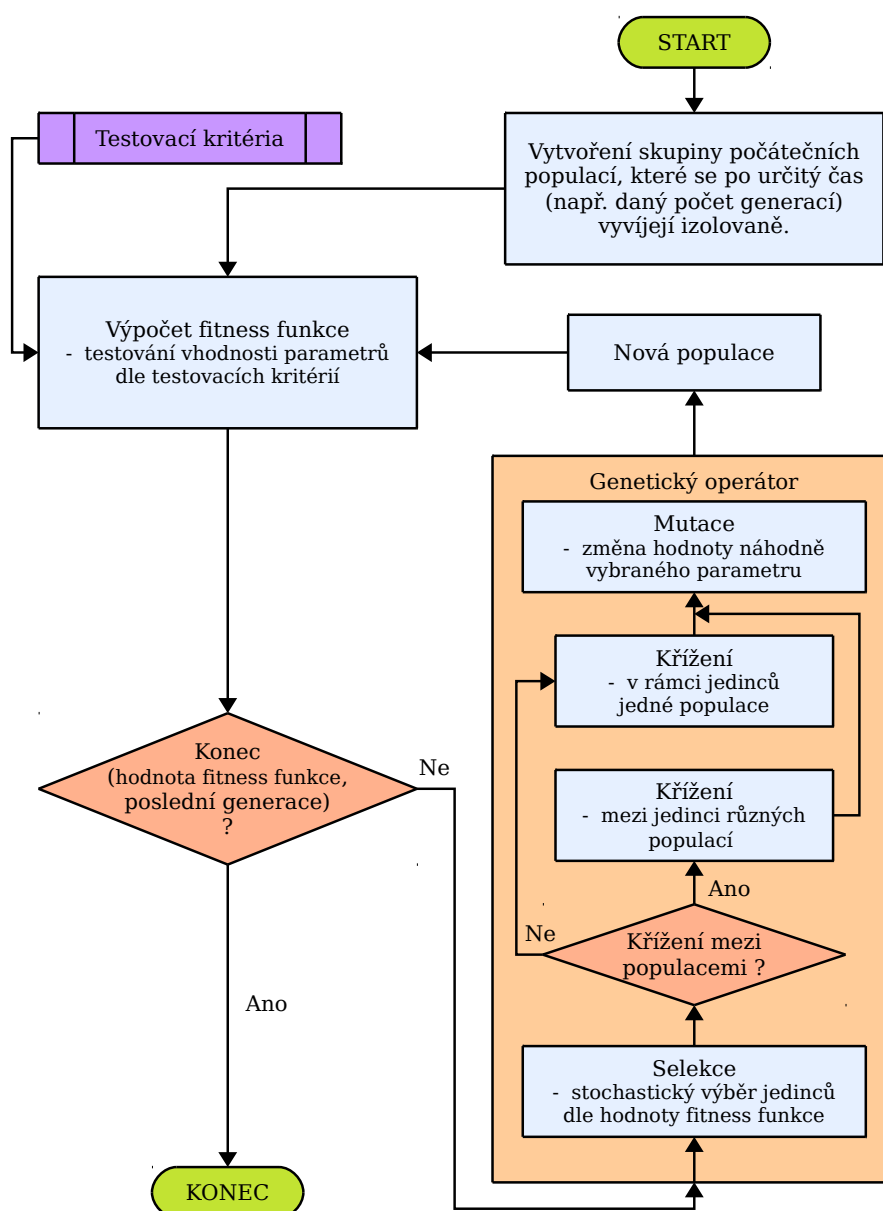 START
Testovací kritéria
Vytvoření skupiny počátečních
populací, které se po určitý čas
(např. daný počet generací)
vyvíjejí izolovaně.
Výpočet fitness funkce
- testování vhodnosti parametrů
dle testovacích kritérií
Nová populace
Genetický operátor
Mutace
- změna hodnoty náhodně
vybraného parametru
Křížení
- v rámci jedinců
jedné populace
Konec
(hodnota fitness funkce,
poslední generace)
?
Ne
Křížení
- mezi jedinci různých
populací
Ano
Ne
Křížení mezi
populacemi ?
Ano
Selekce
- stochastický výběr jedinců
dle hodnoty fitness funkce
KONEC